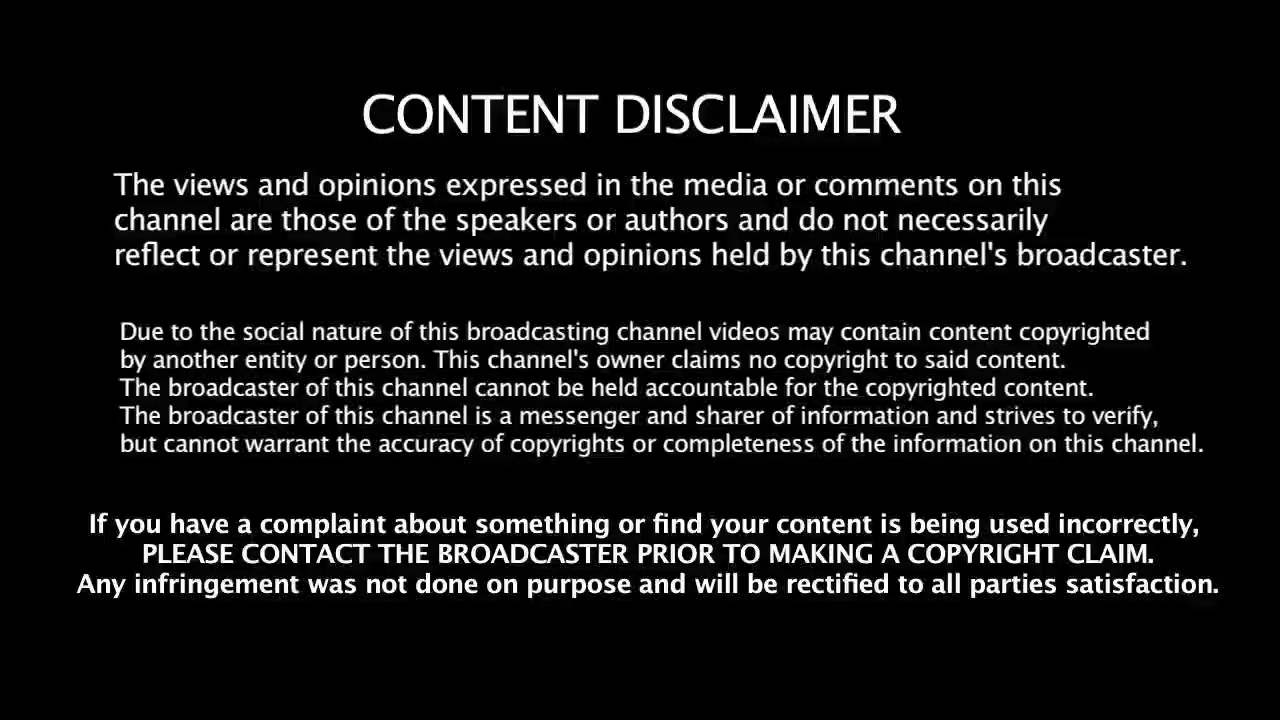 CONTENT DISCLAIMER
The views and opinions expressed in the media or comments on this
channel are those of the speakers or authors and do not necessarily
reflect or represent the views and opinions held by this channel's broadcaster.
Due to the social nature of this broadcasting channel videos may contain content copyrighted
by another entity or person. This channel's owner claims no copyright to said content.
The broadcaster of this channel cannot be held accountable for the copyrighted content.
The broadcaster of this channel is a messenger and sharer of information and strives to verify,
but cannot warrant the accuracy of copyrights or completeness of the information on this channel.
If you have a complaint about something or find your content is being used incorrectly,
PLEASE CONTACT THE BROADCASTER PRIOR TO MAKING A COPYRIGHT CLAIM.
Any infringement was not done on purpose and will be rectified to all parties satisfaction.